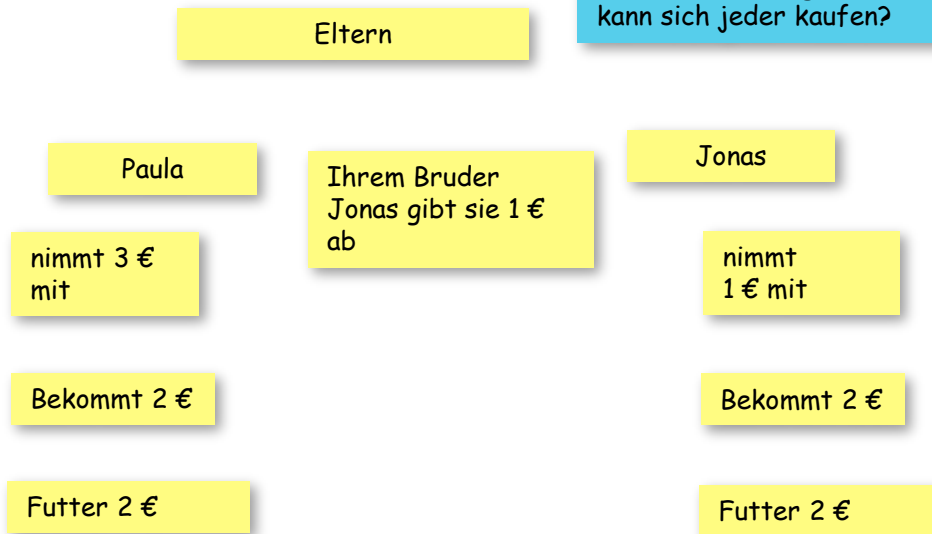 kann sich jeder kaufen?
Eltern
Paula
Ihrem Bruder
Jonas gibt sie 1 €
ab
Jonas
nimmt 3 €
mit
nimmt
1 € mit
Bekommt 2 €
Bekommt 2 €
Futter 2 €
Futter 2 €